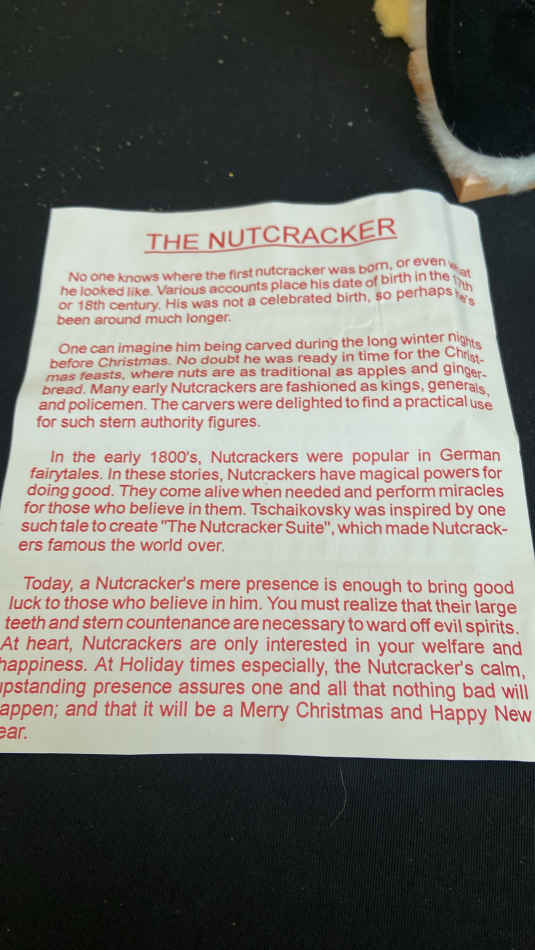 THE NUTCRACKER
No one knows where the first nutcracker was born, or even what
he looked like. Various accounts place his date of birth in the 17th
or 18th century. His was not a celebrated birth, so perhaps he's
been around much longer.
One can imagine him being carved during the long winter nights
before Christmas. No doubt he was ready in time for the Christ-
mas feasts, where nuts are as traditional as apples and ginger-
bread. Many early Nutcrackers are fashioned as kings, generals,
and policemen. The carvers were delighted to find a practical use
for such stern authority figures.
In the early 1800's, Nutcrackers were popular in German
fairytales. In these stories, Nutcrackers have magical powers for
doing good. They come alive when needed and perform miracles
for those who believe in them. Tschaikovsky was inspired by one
such tale to create "The Nutcracker Suite", which made Nutcrack-
ers famous the world over.
Today, a Nutcracker's mere presence is enough to bring good
luck to those who believe in him. You must realize that their large
teeth and stern countenance are necessary to ward off evil spirits.
At heart, Nutcrackers are only interested in your welfare and
happiness. At Holiday times especially, the Nutcracker's calm,
upstanding presence assures one and all that nothing bad will
appen; and that it will be a Merry Christmas and Happy New
ear.